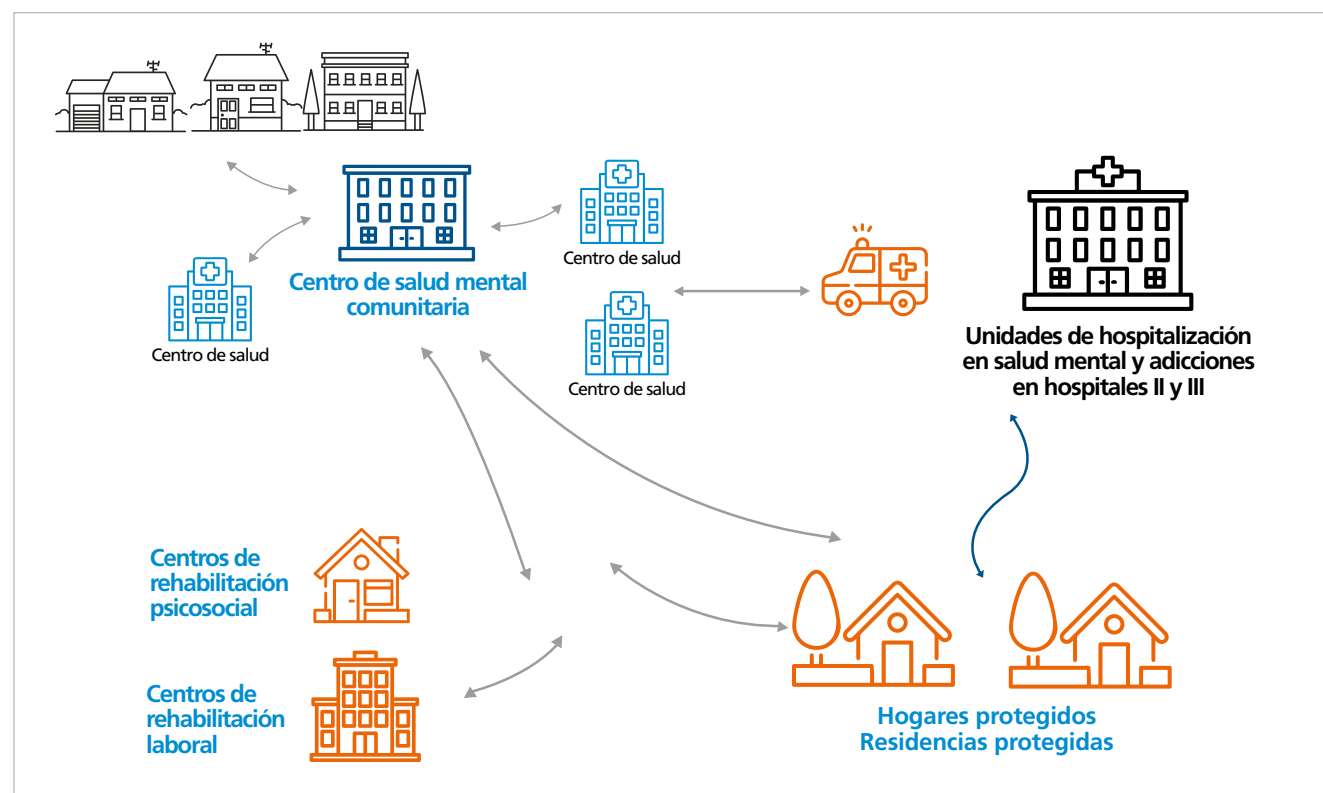 Centro de salud
Centro de salud mental
comunitaria
Centro de salud
Centro de salud
Unidades de hospitalización
en salud mental y adicciones
en hospitales II y III
Centros de
rehabilitación
psicosocial
Centros de
rehabilitación
laboral
Hogares protegidos
Residencias protegidas